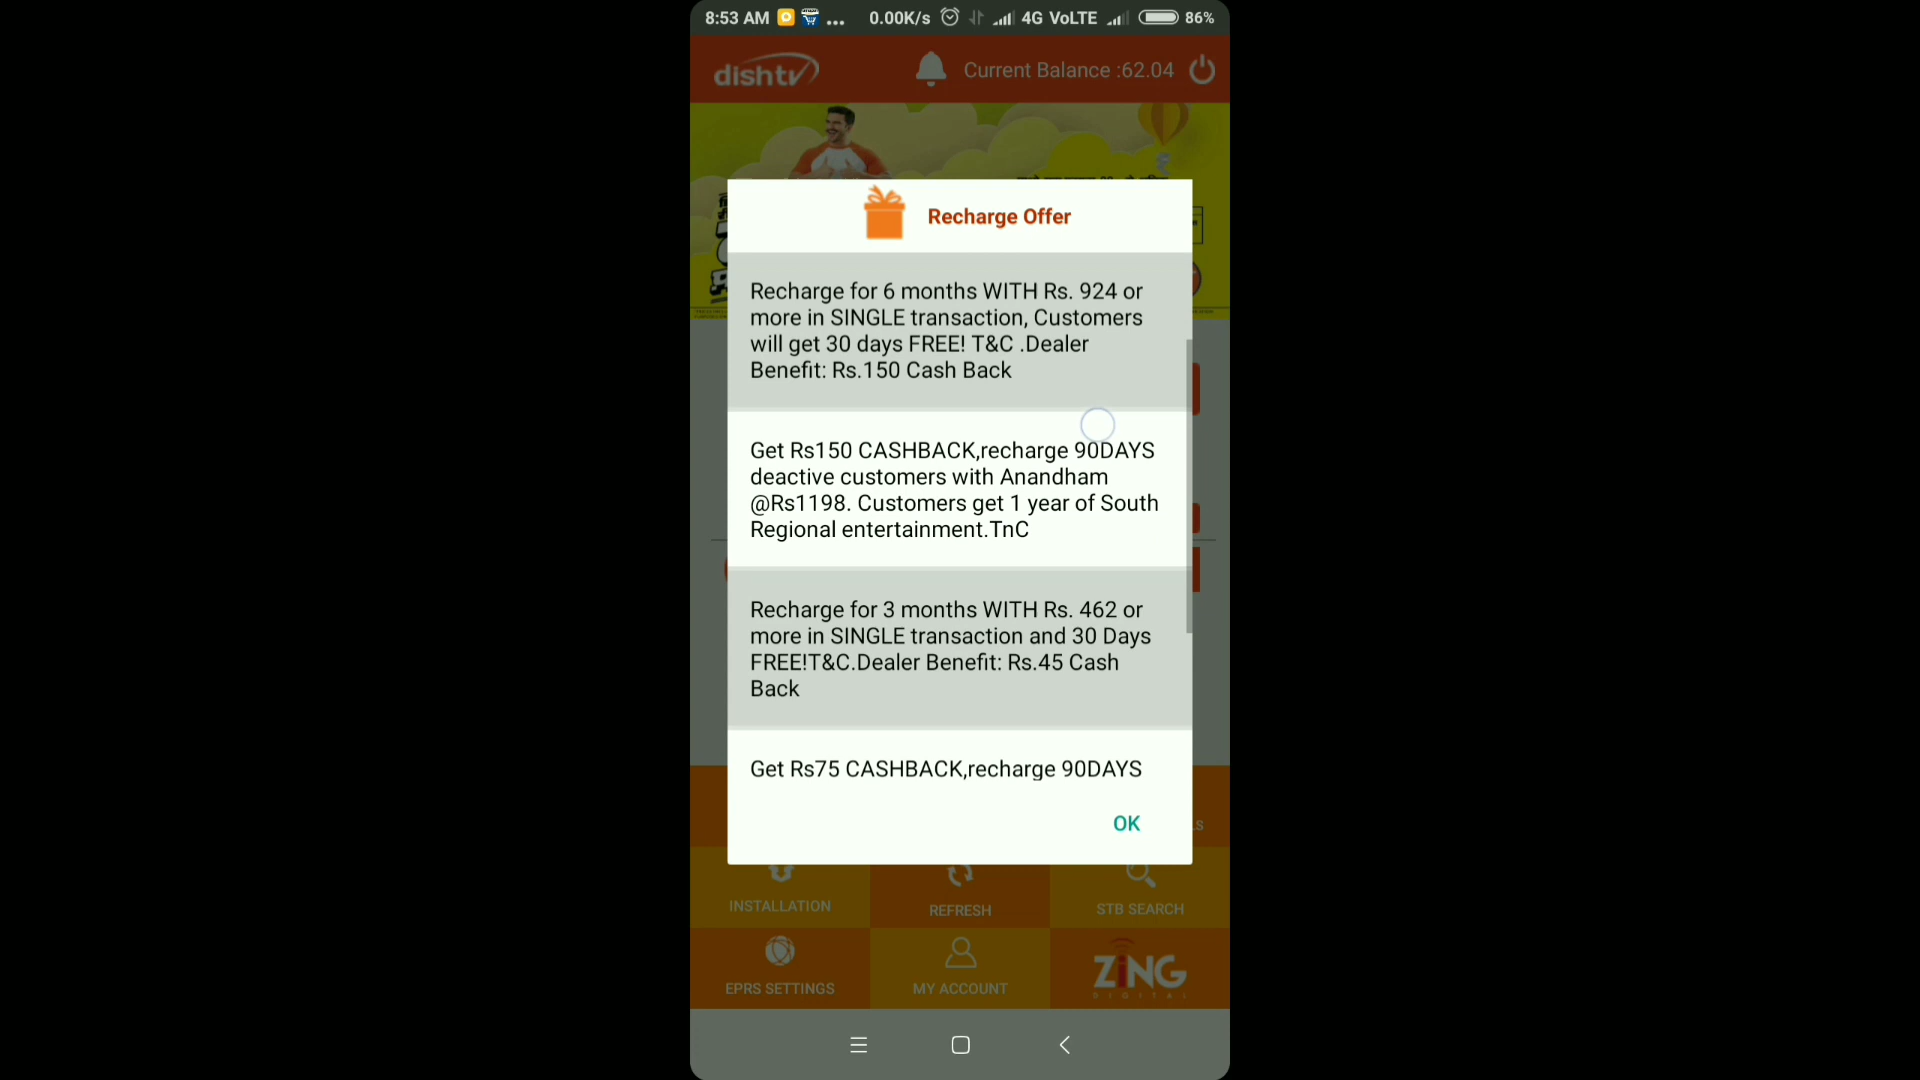 8:53 AM ... 0.00K/s 4G VoLTE 86%
dishtv Current Balance :62.04
Recharge Offer
Recharge for 6 months WITH Rs. 924 or
more in SINGLE transaction, Customers
will get 30 days FREE! T&C .Dealer
Benefit: Rs.150 Cash Back
Get Rs150 CASHBACK,recharge 90DAYS
deactive customers with Anandham
@Rs1198. Customers get 1 year of South
Regional entertainment.TnC
Recharge for 3 months WITH Rs. 462 or
more in SINGLE transaction and 30 Days
FREE!T&C.Dealer Benefit: Rs.45 Cash
Back
Get Rs75 CASHBACK,recharge 90DAYS
OK
INSTALLATION REFRESH STB SEARCH
EPRS SETTINGS MY ACCOUNT ZING
DIGITAL